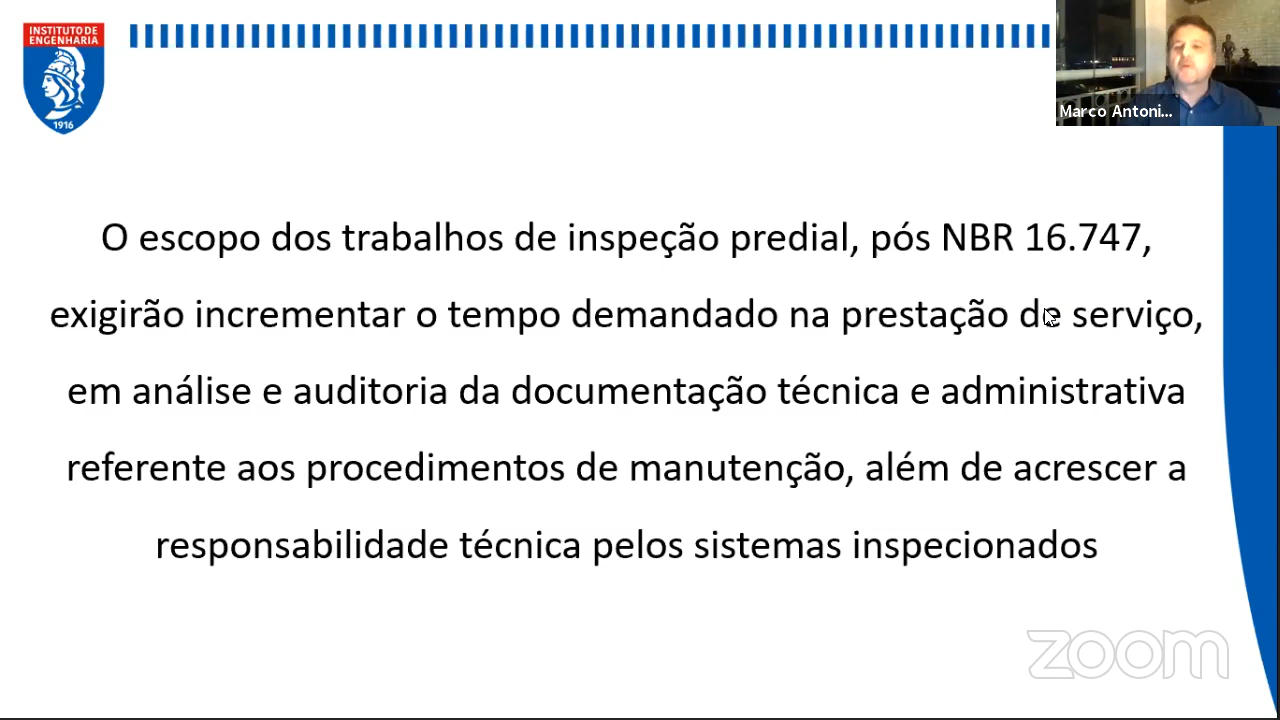 INSTITUTO DE
ENGENHARIA
1916
Marco Antoni...
O escopo dos trabalhos de inspeção predial, pós NBR 16.747,
exigirão incrementar o tempo demandado na prestação de serviço,
em análise e auditoria da documentação técnica e administrativa
referente aos procedimentos de manutenção, além de acrescer a
responsabilidade técnica pelos sistemas inspecionados
zoom